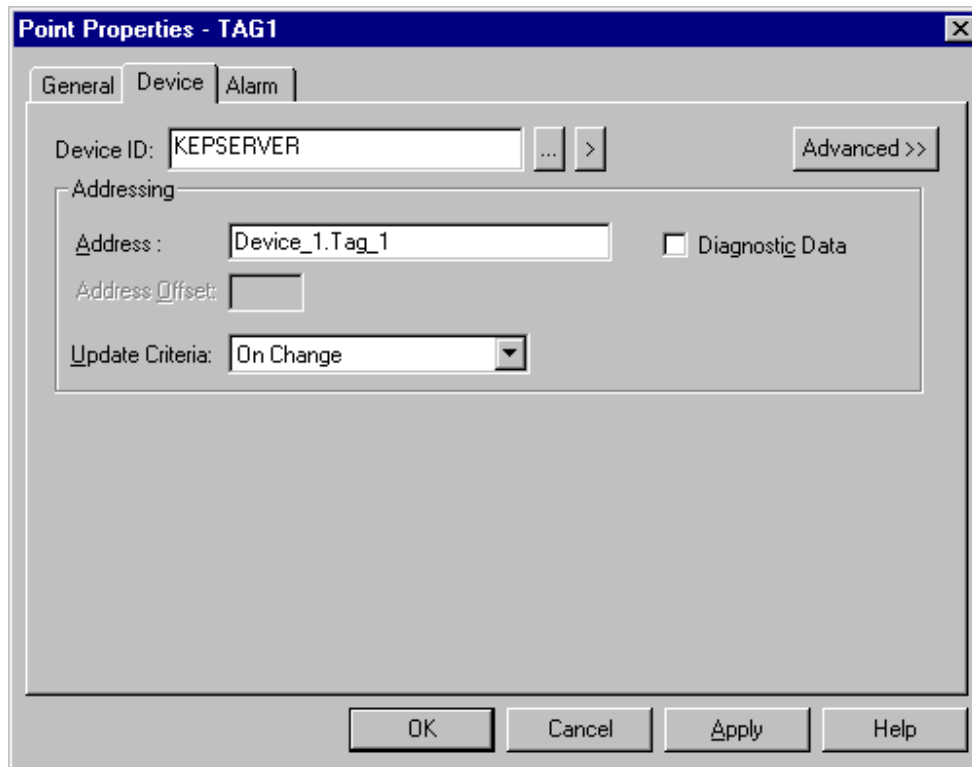 Point Properties - TAG1
General Device Alarm
Device ID: KEPSERVER ... > Advanced >>
Addressing
Address : Device_1.Tag_1 Diagnostic Data
Address Offset:
Update Criteria: On Change
OK Cancel Apply Help